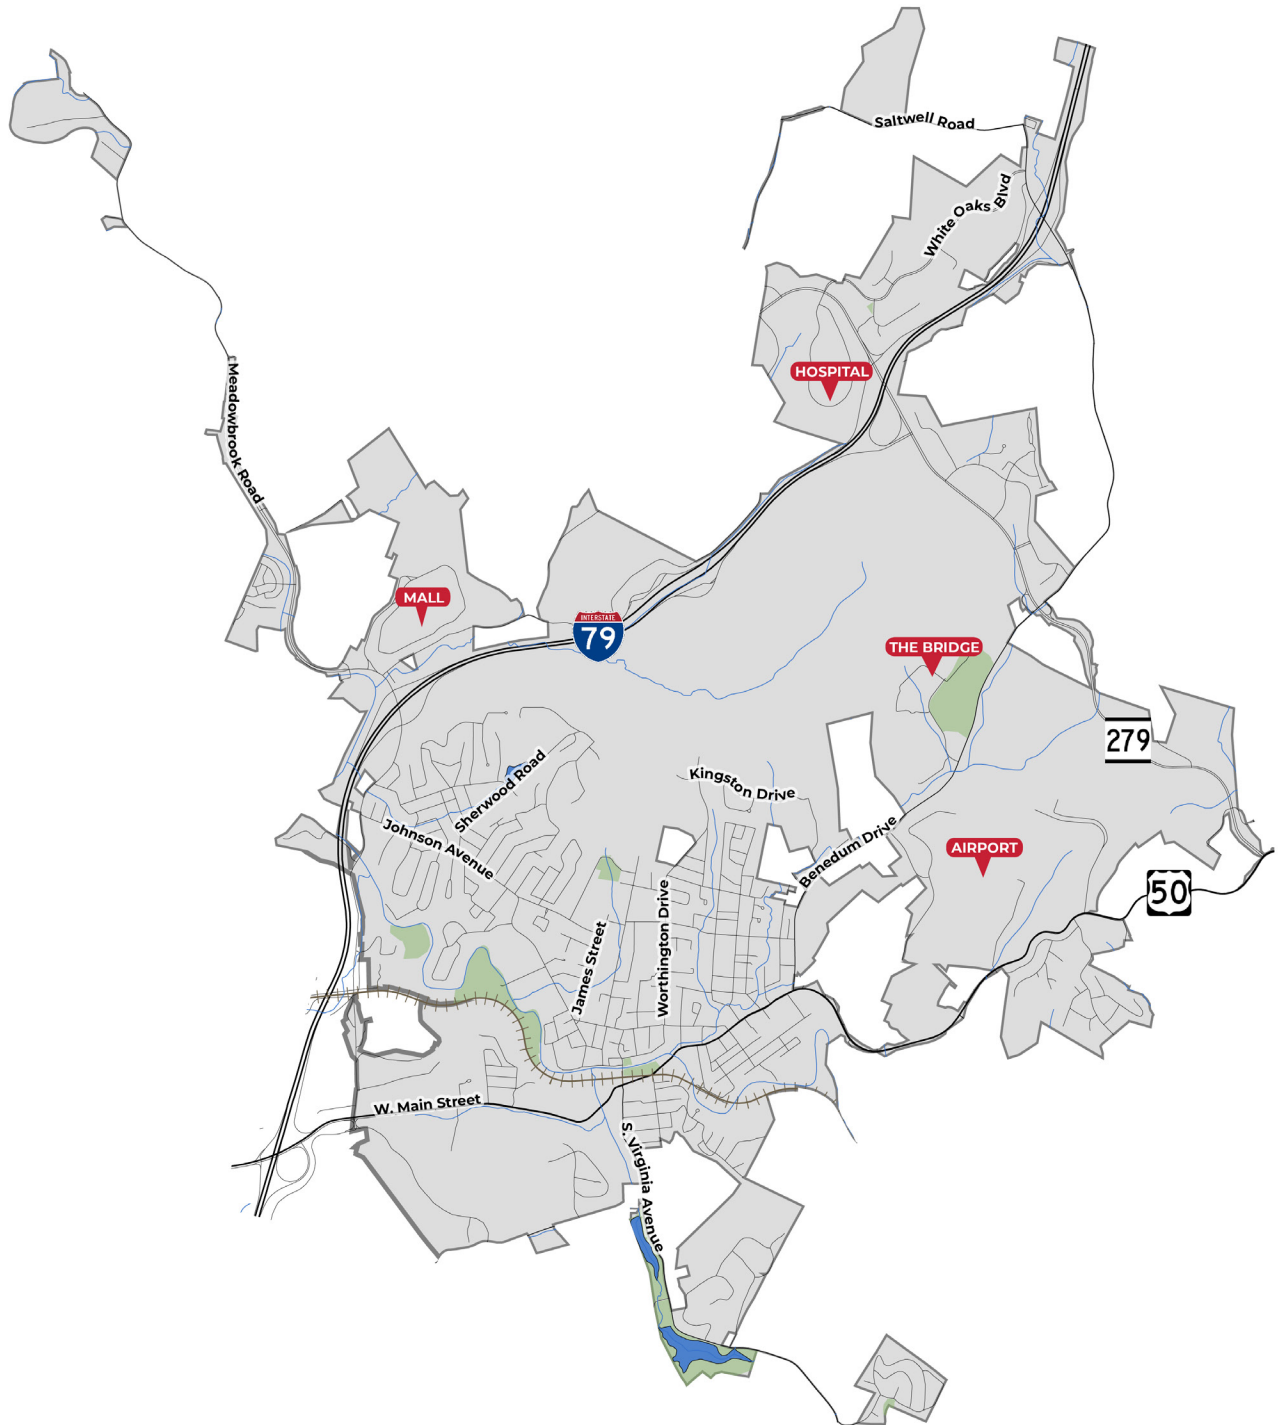 Saltwell Road
White Oaks Blvd
HOSPITAL
Meadowbrook Road
MALL
INTERSTATE
79
THE BRIDGE
279
Sherwood Road
Kingston Drive
Johnson Avenue
Benedum Drive
AIRPORT
50
Worthington Drive
James Street
W. Main Street
S. Virginia Avenue